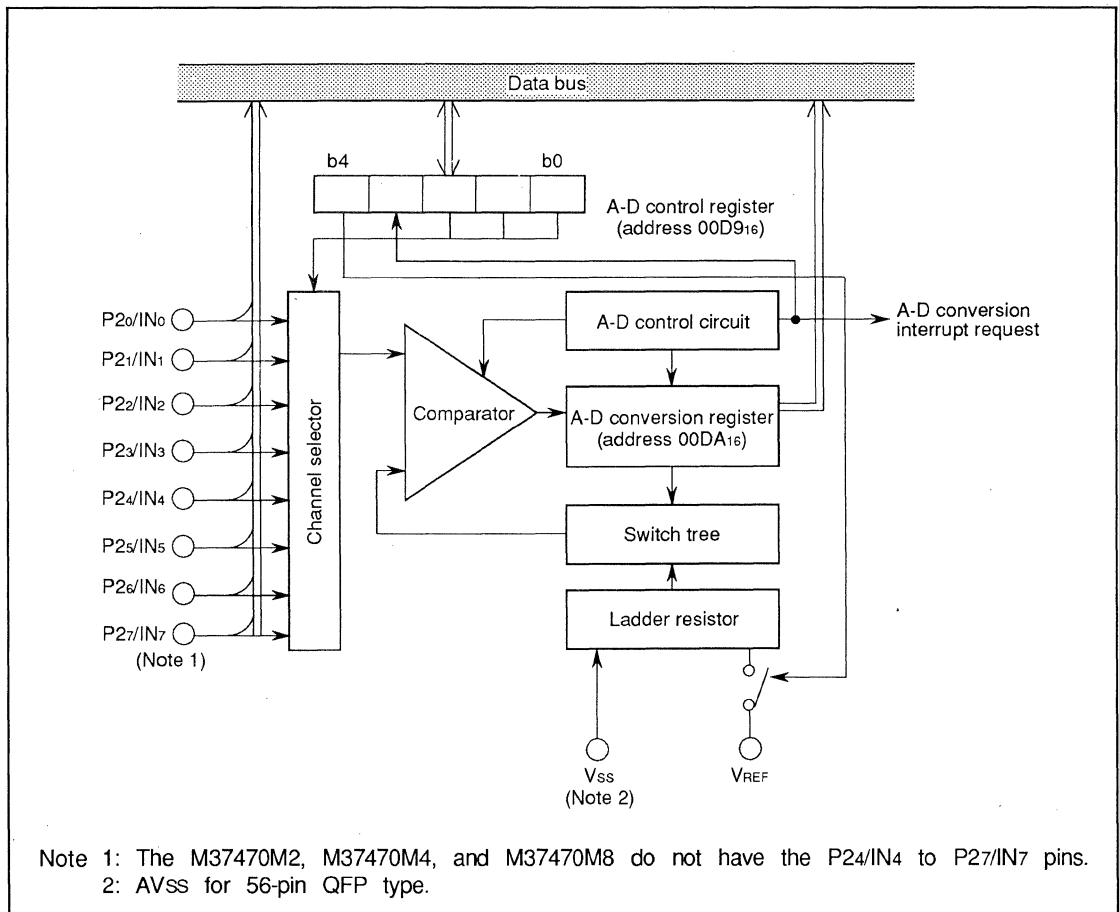 Data bus
b4
b0
A-D control register
(address 00D9₁₆)
P2₀/IN₀
P2₁/IN₁
P2₂/IN₂
P2₃/IN₃
P2₄/IN₄
P2₅/IN₅
P2₆/IN₆
P2₇/IN₇
(Note 1)
Channel selector
Comparator
A-D control circuit
A-D conversion
interrupt request
A-D conversion register
(address 00DA₁₆)
Switch tree
Ladder resistor
VSS
(Note 2)
VREF
Note 1: The M37470M2, M37470M4, and M37470M8 do not have the P24/IN4 to P27/IN7 pins.
2: AVSS for 56-pin QFP type.